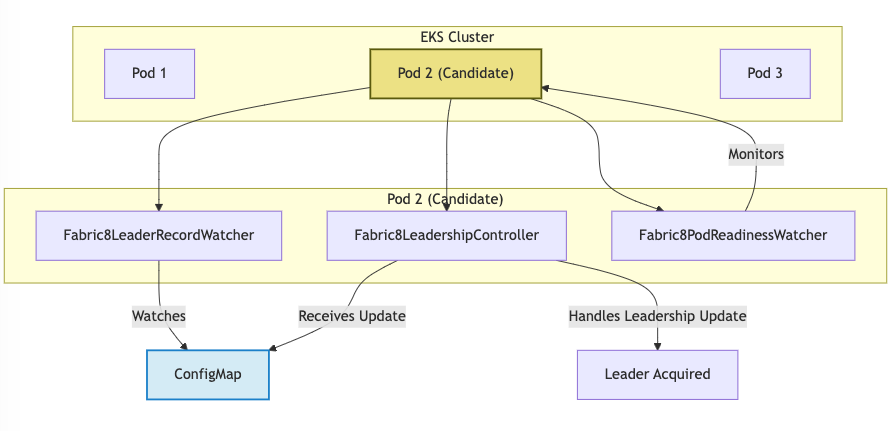 EKS Cluster
Pod 1
Pod 2 (Candidate)
Pod 3
Monitors
Pod 2 (Candidate)
Fabric8LeaderRecordWatcher
Fabric8LeadershipController
Fabric8PodReadinessWatcher
Watches
Receives Update
Handles Leadership Update
ConfigMap
Leader Acquired